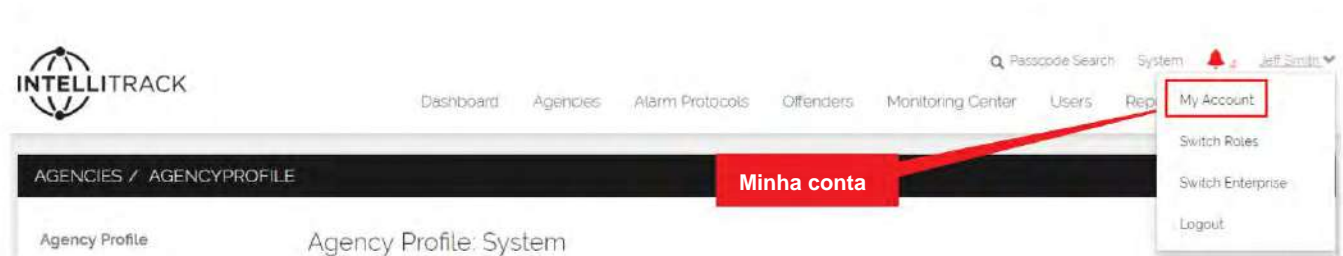 Passcode Search System Jeff Smith
INTELLITRACK
Dashboard Agencies Alarm Protocols Offenders Monitoring Center Users Rep
My Account
Switch Roles
Switch Enterprise
Logout
AGENCIES / AGENCYPROFILE
Minha conta
Agency Profile
Agency Profile: System